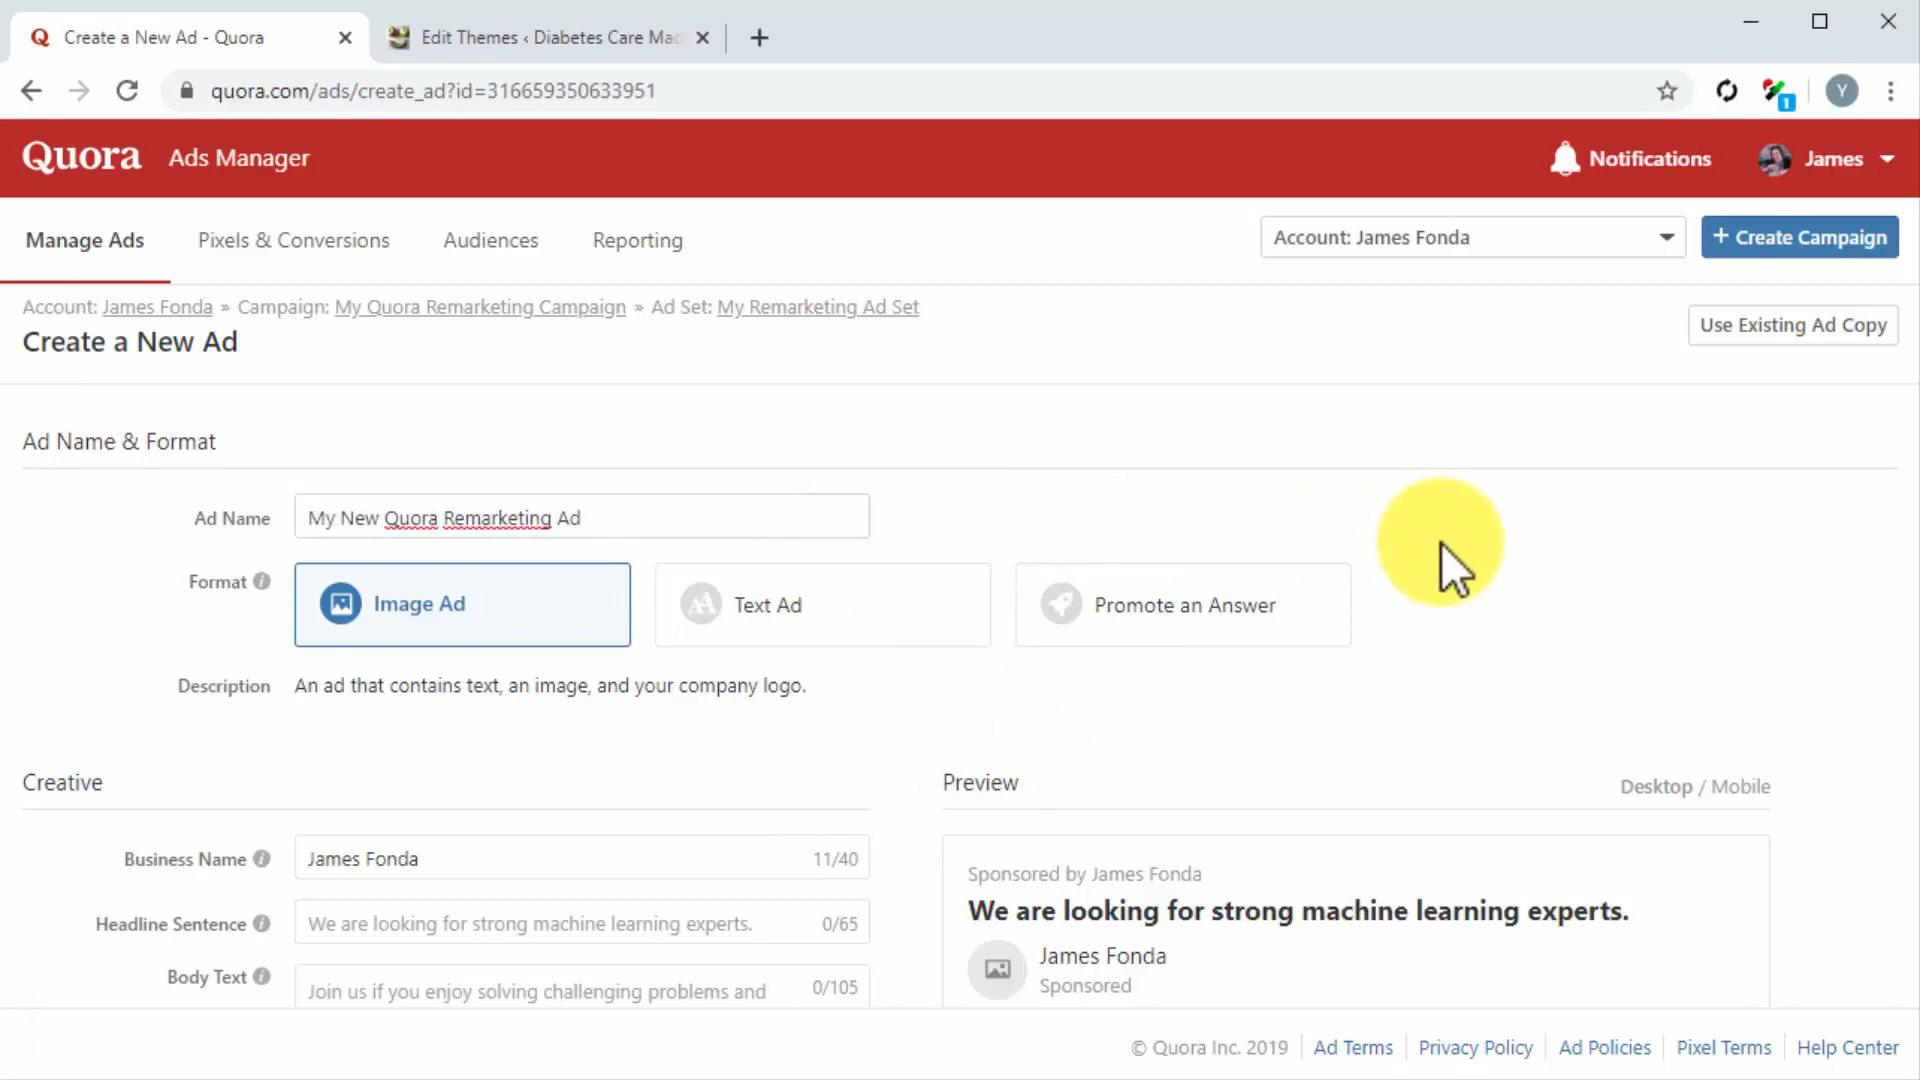 Create a New Ad - Quora
Edit Themes ‹ Diabetes Care Mac
quora.com/ads/create_ad?id=316659350633951
1
Y
Quora Ads Manager
Notifications
James
Manage Ads
Pixels & Conversions
Audiences
Reporting
Account: James Fonda
+ Create Campaign
Account: James Fonda » Campaign: My Quora Remarketing Campaign » Ad Set: My Remarketing Ad Set
Create a New Ad
Use Existing Ad Copy
Ad Name & Format
Ad Name
My New Quora Remarketing Ad
Format
Image Ad
AA Text Ad
Promote an Answer
Description
An ad that contains text, an image, and your company logo.
Creative
Business Name
James Fonda
11/40
Headline Sentence
We are looking for strong machine learning experts.
0/65
Body Text
Join us if you enjoy solving challenging problems and
0/105
Preview
Desktop / Mobile
Sponsored by James Fonda
We are looking for strong machine learning experts.
James Fonda
Sponsored
© Quora Inc. 2019
Ad Terms
Privacy Policy
Ad Policies
Pixel Terms
Help Center